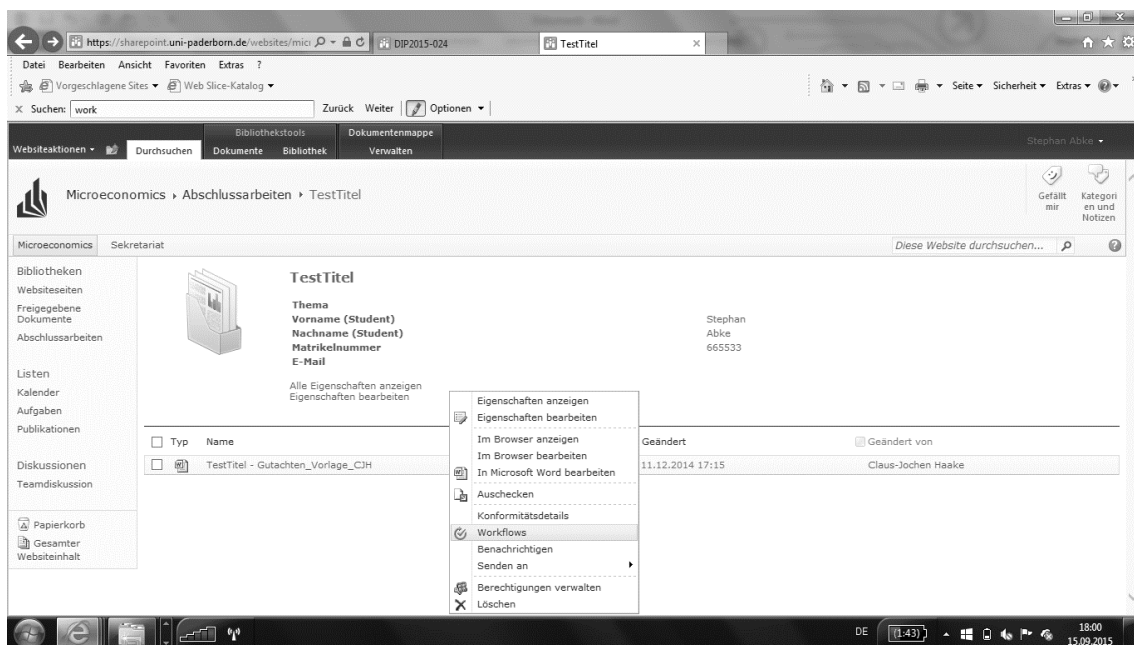 https://sharepoint.uni-paderborn.de/websites/micr
DIP2015-024
TestTitel
Datei Bearbeiten Ansicht Favoriten Extras ?
Vorgeschlagene Sites Web Slice-Katalog
Seite Sicherheit Extras
X Suchen: work Zurück Weiter Optionen
Bibliothekstools Dokumentenmappe
Websiteaktionen Durchsuchen Dokumente Bibliothek Verwalten
Stephan Abke
Microeconomics Abschlussarbeiten TestTitel
Gefällt
mir
Kategori
en und
Notizen
Microeconomics Sekretariat
Diese Website durchsuchen...
Bibliotheken
Websiteseiten
Freigegebene
Dokumente
Abschlussarbeiten
Listen
Kalender
Aufgaben
Publikationen
Diskussionen
Teamdiskussion
Papierkorb
Gesamter
Websiteinhalt
TestTitel
Thema
Vorname (Student) Stephan
Nachname (Student) Abke
Matrikelnummer 665533
E-Mail
Alle Eigenschaften anzeigen
Eigenschaften bearbeiten
Typ Name Geändert Geändert von
TestTitel - Gutachten_Vorlage_CJH 11.12.2014 17:15 Claus-Jochen Haake
Eigenschaften anzeigen
Eigenschaften bearbeiten
Im Browser anzeigen
Im Browser bearbeiten
In Microsoft Word bearbeiten
Auschecken
Konformitätsdetails
Workflows
Benachrichtigen
Senden an
Berechtigungen verwalten
Löschen
DE (1:43) 18:00
15.09.2015